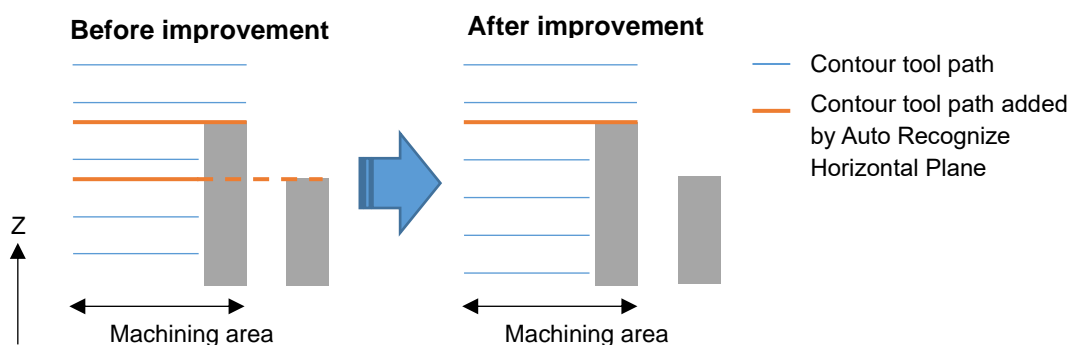 Before improvement
After improvement
Contour tool path
Contour tool path added
by Auto Recognize
Horizontal Plane
Z
Machining area
Machining area